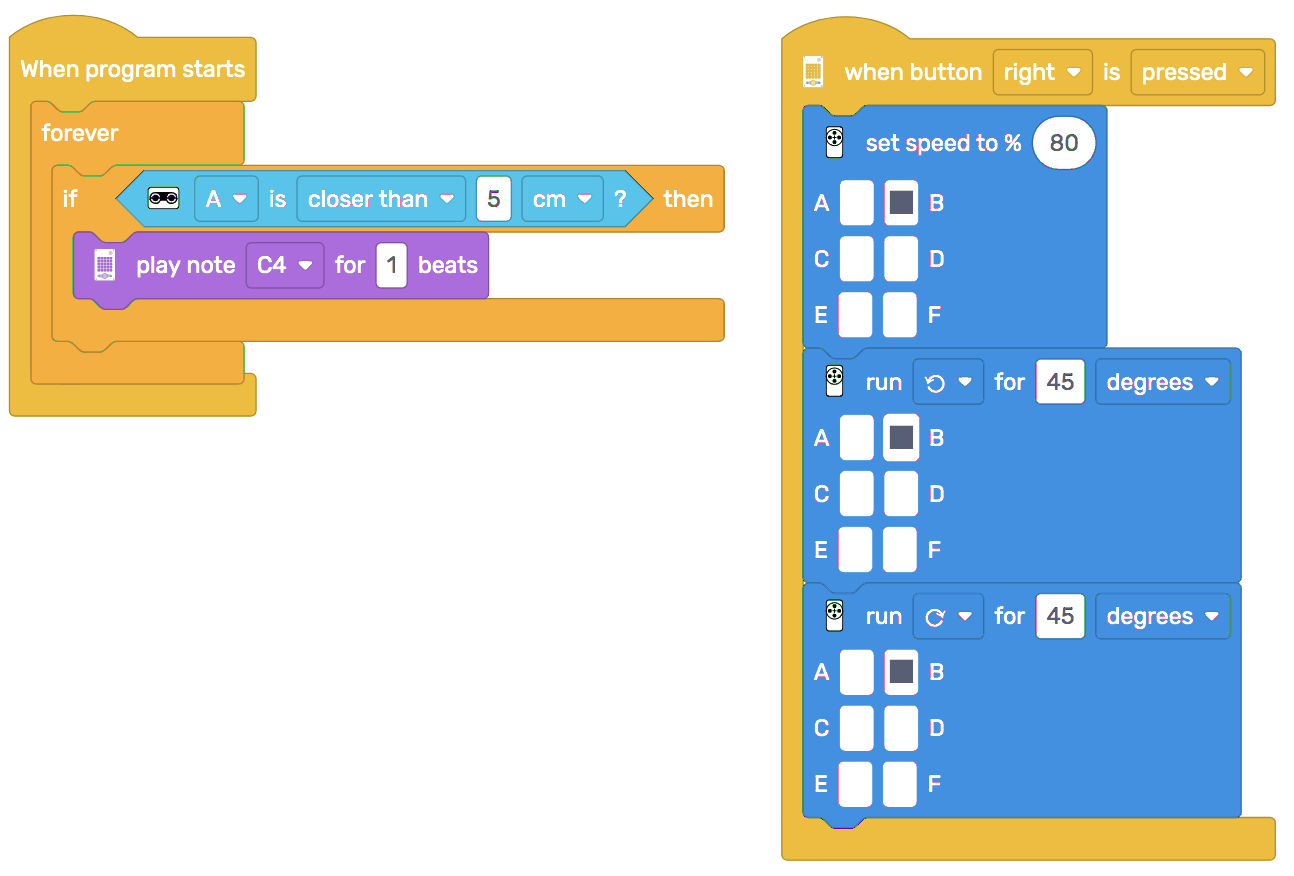 When program starts
forever
if A is closer than 5 cm ? then
play note C4 for 1 beats
when button right is pressed
set speed to % 80
A B
C D
E F
run for 45 degrees
A B
C D
E F
run for 45 degrees
A B
C D
E F